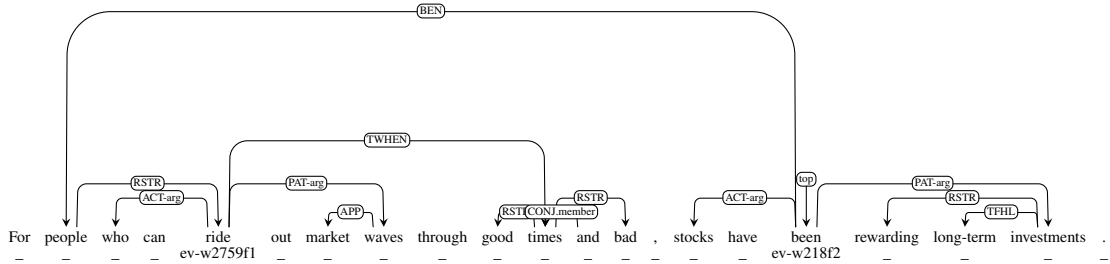 BEN
TWHEN
top
RSTR PAT-arg RSTR PAT-arg
ACT-arg ACT-arg RSTR
APP CONJ.member TFHL
For people who can ride out market waves through good times and bad , stocks have been rewarding long-term investments .
_ _ _ _ ev-w2759f1 _ _ _ _ _ _ _ _ _ _ _ ev-w218f2 _ _ _ _